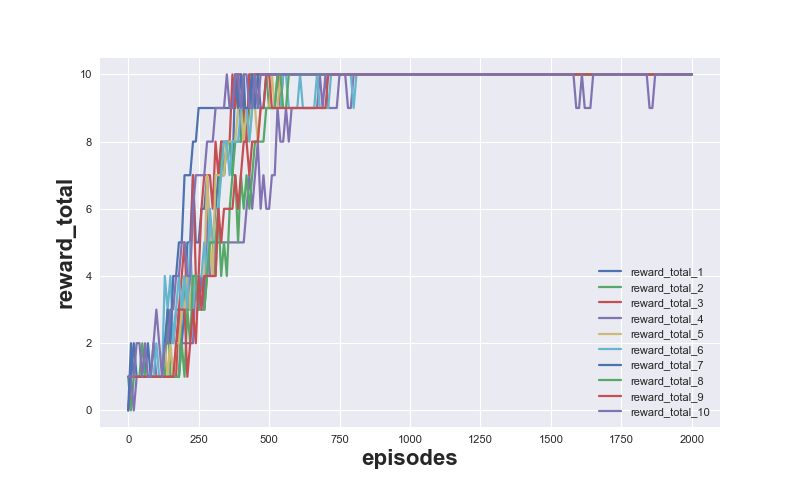 10
8
6
4
2
0
reward_total
reward_total_1
reward_total_2
reward_total_3
reward_total_4
reward_total_5
reward_total_6
reward_total_7
reward_total_8
reward_total_9
reward_total_10
0 250 500 750 1000 1250 1500 1750 2000
episodes